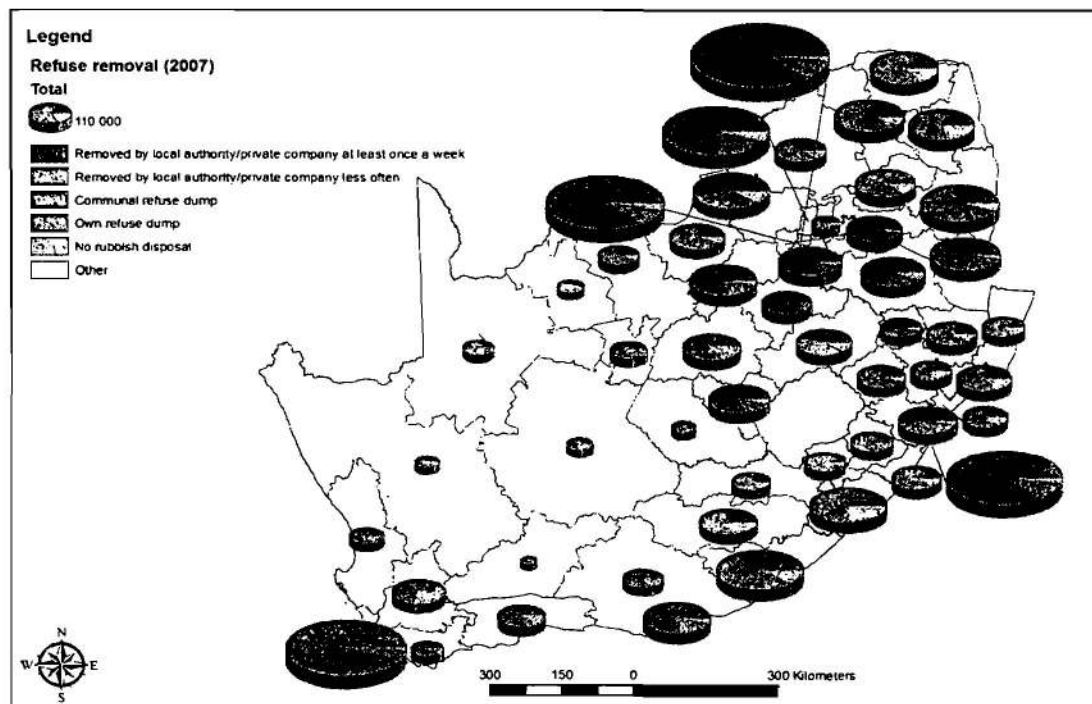 Legend
Refuse removal (2007)
Total
110 000
Removed by local authority/private company at least once a week
Removed by local authority/private company less often
Communal refuse dump
Own refuse dump
No rubbish disposal
Other
N
W E
S
300 150 0 300 Kilometers